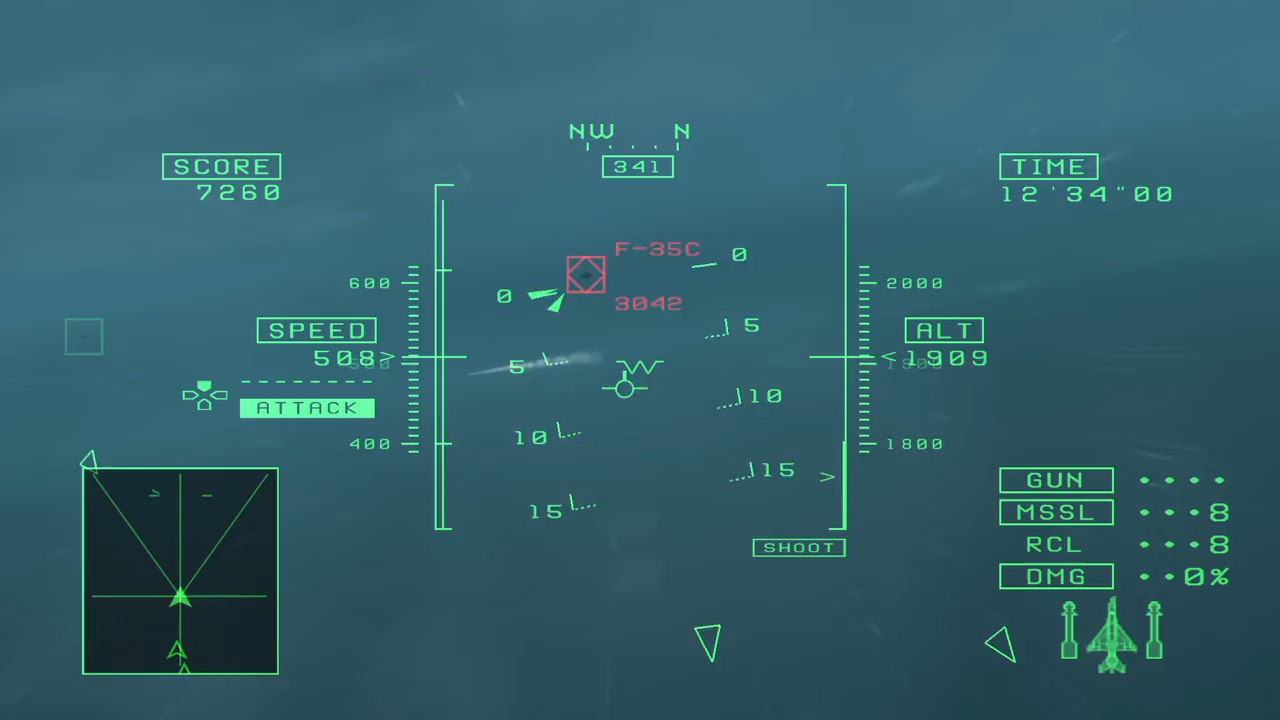 NW N
341
SCORE
7260
TIME
12'34"00
F-35C
3042
0
0
600
2000
SPEED
508>
500
ALT
<1909
5
5
ATTACK
10
10
400
1800
15
15
>
SHOOT
GUN
MSSL 8
RCL 8
DMG 0%